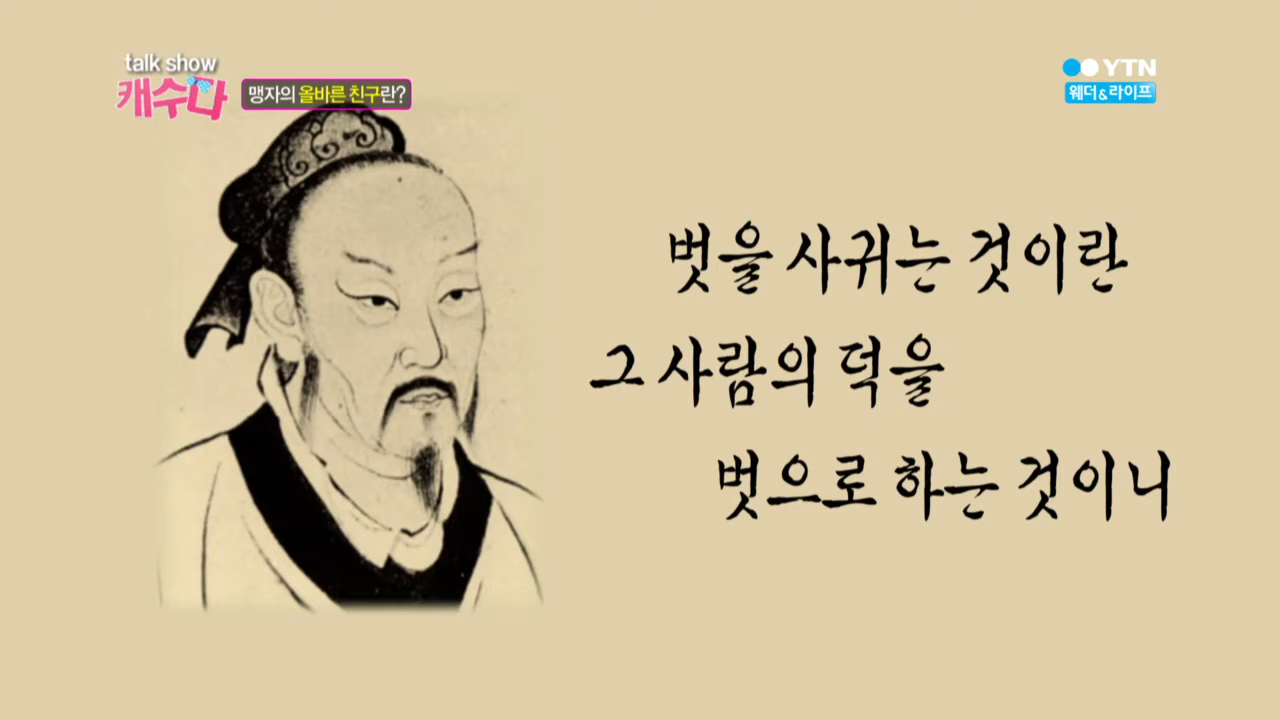 talk show
캐수다
맹자의 올바른 친구란?
YTN
웨더&라이프
벗을 사귀는 것이란
그 사람의 덕을
벗으로 하는 것이니